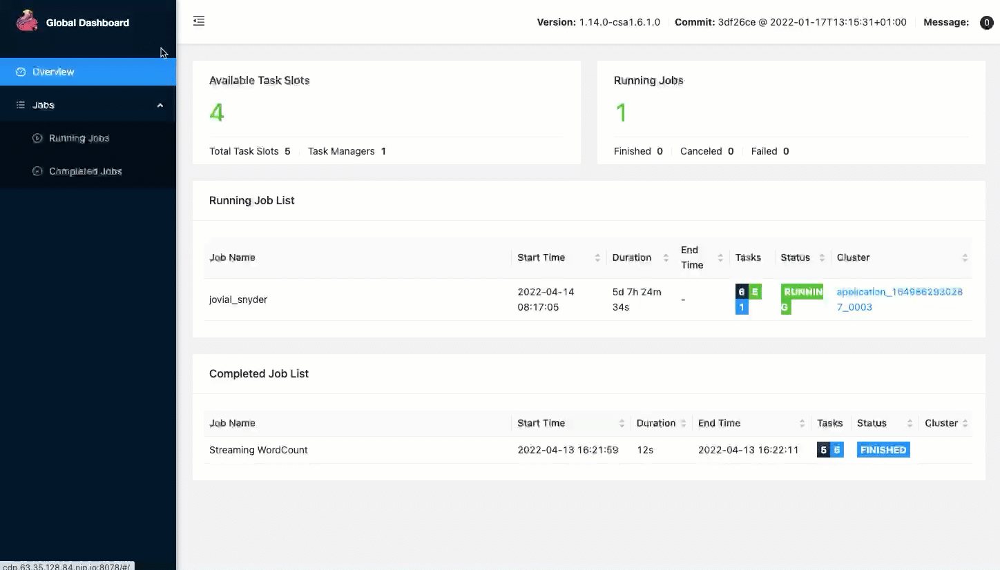 Global Dashboard
Version: 1.14.0-csa1.6.1.0 Commit: 3df26ce @ 2022-01-17T13:15:31+01:00 Message: 0
Overview
Jobs
Running Jobs
Completed Jobs
Available Task Slots
4
Total Task Slots 5 Task Managers 1
Running Jobs
1
Finished 0 Canceled 0 Failed 0
Running Job List
Job Name Start Time Duration End Time Tasks Status Cluster
jovial_snyder 2022-04-14 08:17:05 5d 7h 24m 34s - 6 5 1 RUNNING application_1649862930287_0003
Completed Job List
Job Name Start Time Duration End Time Tasks Status Cluster
Streaming WordCount 2022-04-13 16:21:59 12s 2022-04-13 16:22:11 5 5 FINISHED
cdp.63.35.128.84.nip.io:8078/#/